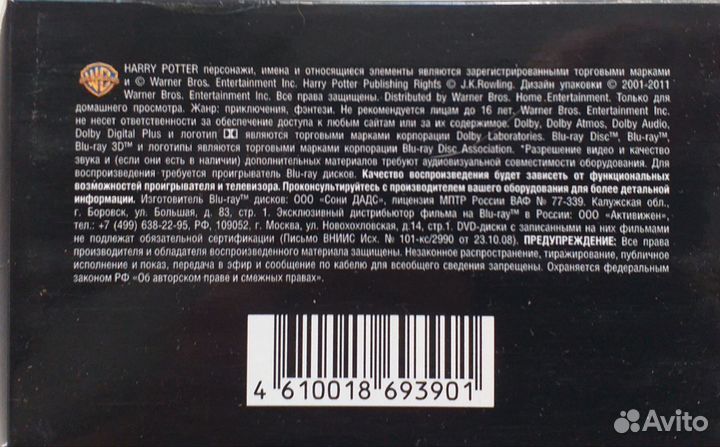 HARRY POTTER персонажи, имена и относящиеся элементы являются зарегистрированными торговыми марками
и © Warner Bros. Entertainment Inc. Harry Potter Publishing Rights © J.K.Rowling. Дизайн упаковки © 2001-2011
Warner Bros. Entertainment Inc. Все права защищены. Distributed by Warner Bros. Home Entertainment. Только для
домашнего просмотра. Жанр: приключения, фэнтези. Не рекомендуется лицам до 16 лет. Warner Bros. Entertainment Inc.
не несет ответственности за обеспечение доступа к любым сайтам или за их содержимое. Dolby, Dolby Atmos, Dolby Audio,
Dolby Digital Plus и логотип являются торговыми марками корпорации Dolby Laboratories. Blu-ray Disc™, Blu-ray™,
Blu-ray 3D™ и логотипы являются торговыми марками корпорации Blu-ray Disc Association. *Разрешение видео и качество
звука и (если они есть в наличии) дополнительных материалов требуют аудиовизуальной совместимости оборудования. Для
воспроизведения требуется проигрыватель Blu-ray дисков. Качество воспроизведения будет зависеть от функциональных
возможностей проигрывателя и телевизора. Проконсультируйтесь с производителем вашего оборудования для более детальной
информации. Изготовитель Blu-ray™ дисков: ООО «Сони ДАДС», лицензия МПТР России ВАФ № 77-339. Калужская обл.,
г. Боровск, ул. Большая, д. 83, стр. 1. Эксклюзивный дистрибьютор фильма на Blu-ray™ в России: ООО «Активижен»,
тел.: +7 (499) 638-22-95, РФ, 109052, г. Москва, ул. Новохохловская, д.14, стр.1. DVD-диски с записанными на них фильмами
не подлежат обязательной сертификации (Письмо ВНИИС Исх. № 101-кс/2990 от 23.10.08). ПРЕДУПРЕЖДЕНИЕ: Все права
производителя и обладателя воспроизведенного материала защищены. Незаконное распространение, тиражирование, публичное
исполнение и показ, передача в эфир и сообщение по кабелю для всеобщего сведения запрещены. Охраняется федеральным
законом РФ «Об авторском праве и смежных правах».
4 610018 693901
Avito